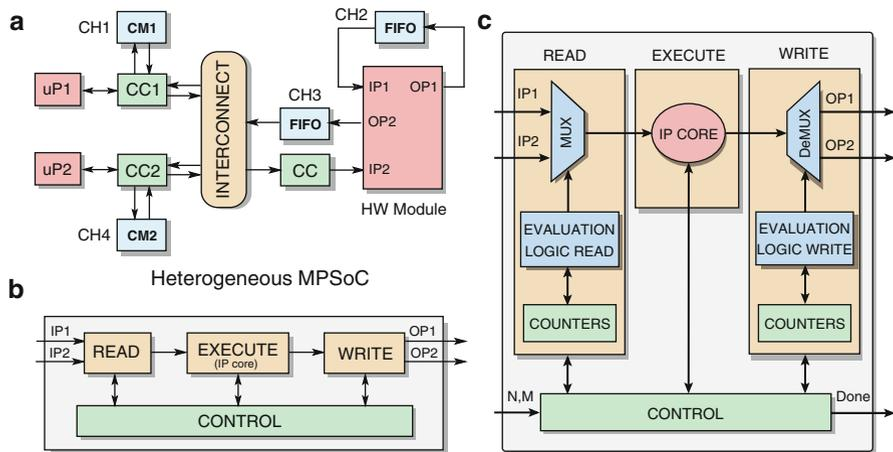 a
CH1
CM1
uP1
CC1
INTERCONNECT
uP2
CC2
CH4
CM2
CH2
FIFO
CH3
FIFO
CC
IP1
OP1
OP2
IP2
HW Module
Heterogeneous MPSoC
b
IP1
IP2
READ
EXECUTE
(IP core)
WRITE
OP1
OP2
CONTROL
c
READ
EXECUTE
WRITE
IP1
IP2
MUX
IP CORE
DeMUX
OP1
OP2
EVALUATION
LOGIC READ
EVALUATION
LOGIC WRITE
COUNTERS
COUNTERS
N,M
CONTROL
Done